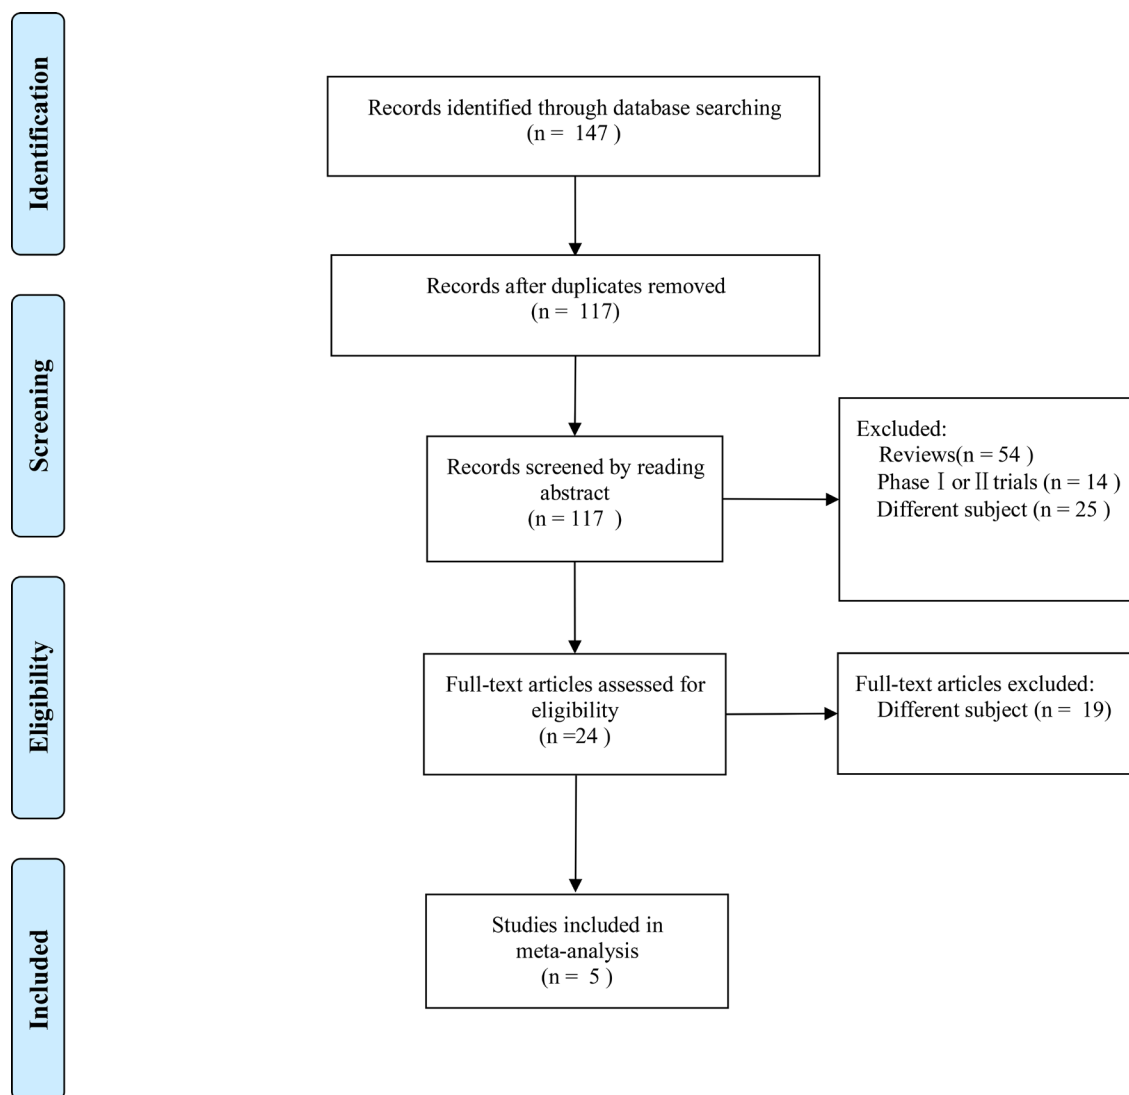 Identification
Records identified through database searching
(n =  147 )
Records after duplicates removed
(n =  117)
Screening
Records screened by reading
abstract
(n = 117  )
Excluded:
Reviews(n = 54 )
Phase Ⅰ or Ⅱ trials (n = 14 )
Different subject (n = 25 )
Eligibility
Full-text articles assessed for
eligibility
(n =24 )
Full-text articles excluded:
Different subject (n =  19)
Included
Studies included in
meta-analysis
(n =  5 )